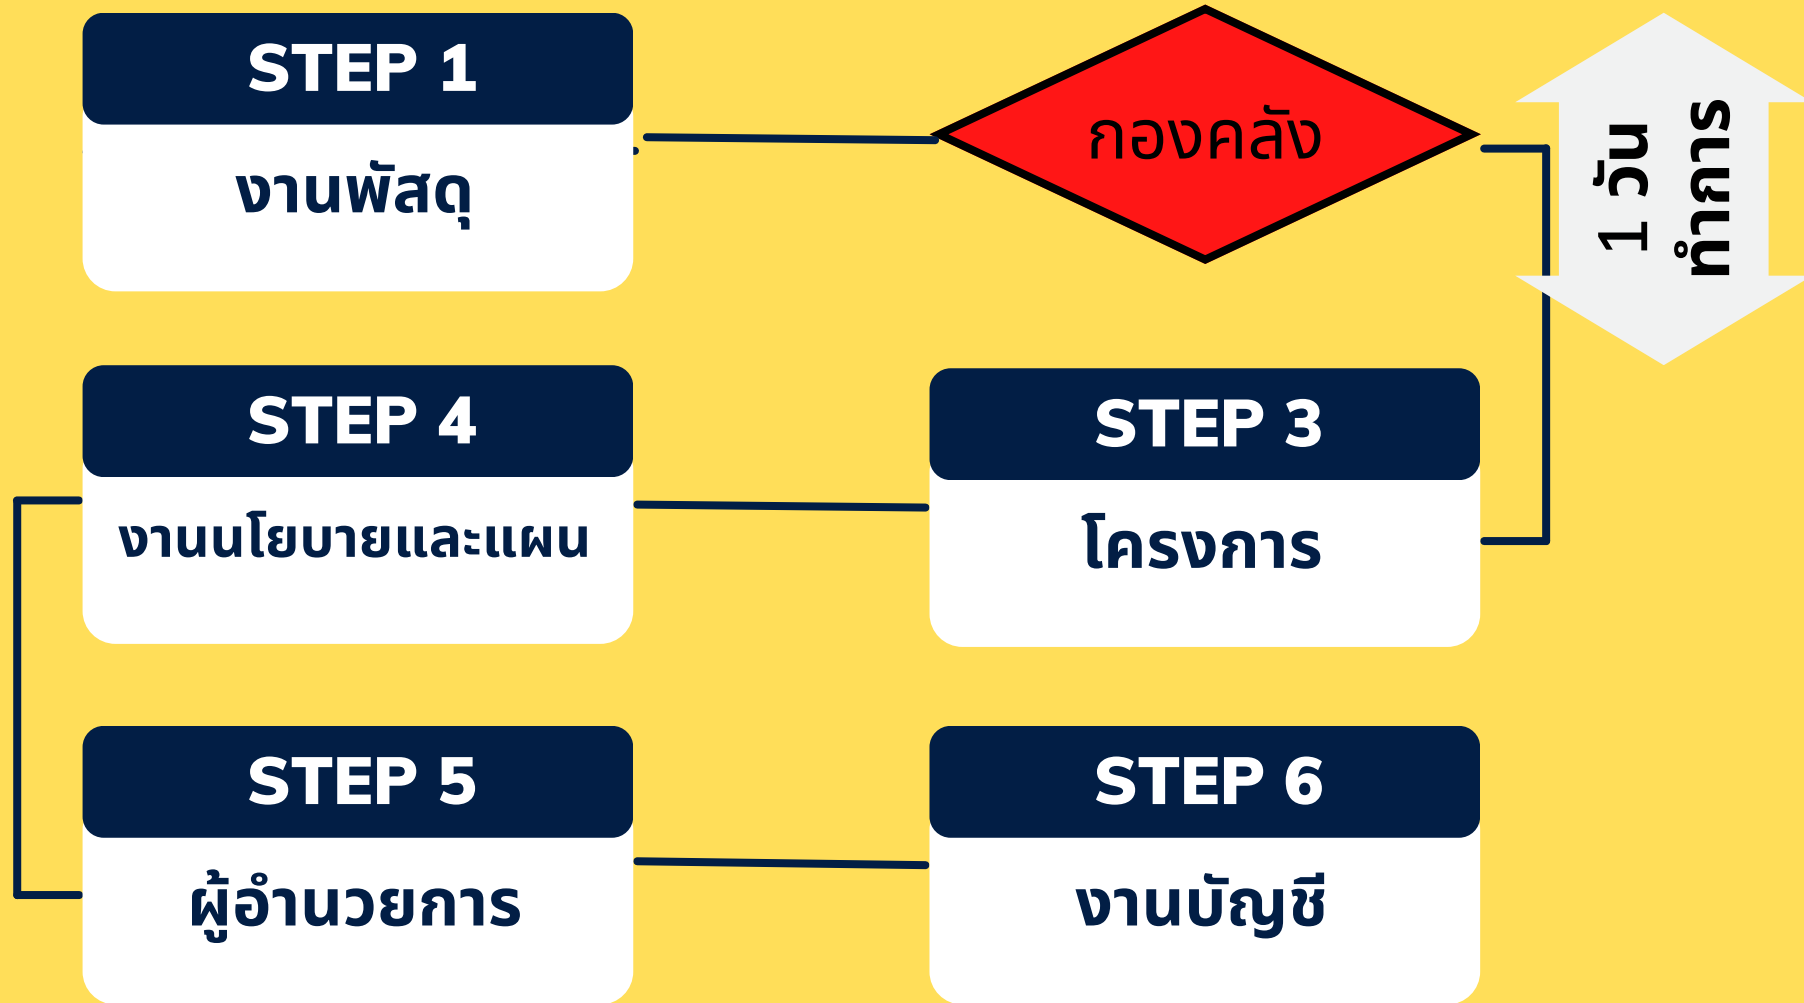 STEP 1
งานพัสดุ
กองคลัง
1 วัน
ทำการ
STEP 4
งานนโยบายและแผน
STEP 3
โครงการ
STEP 5
ผู้อำนวยการ
STEP 6
งานบัญชี